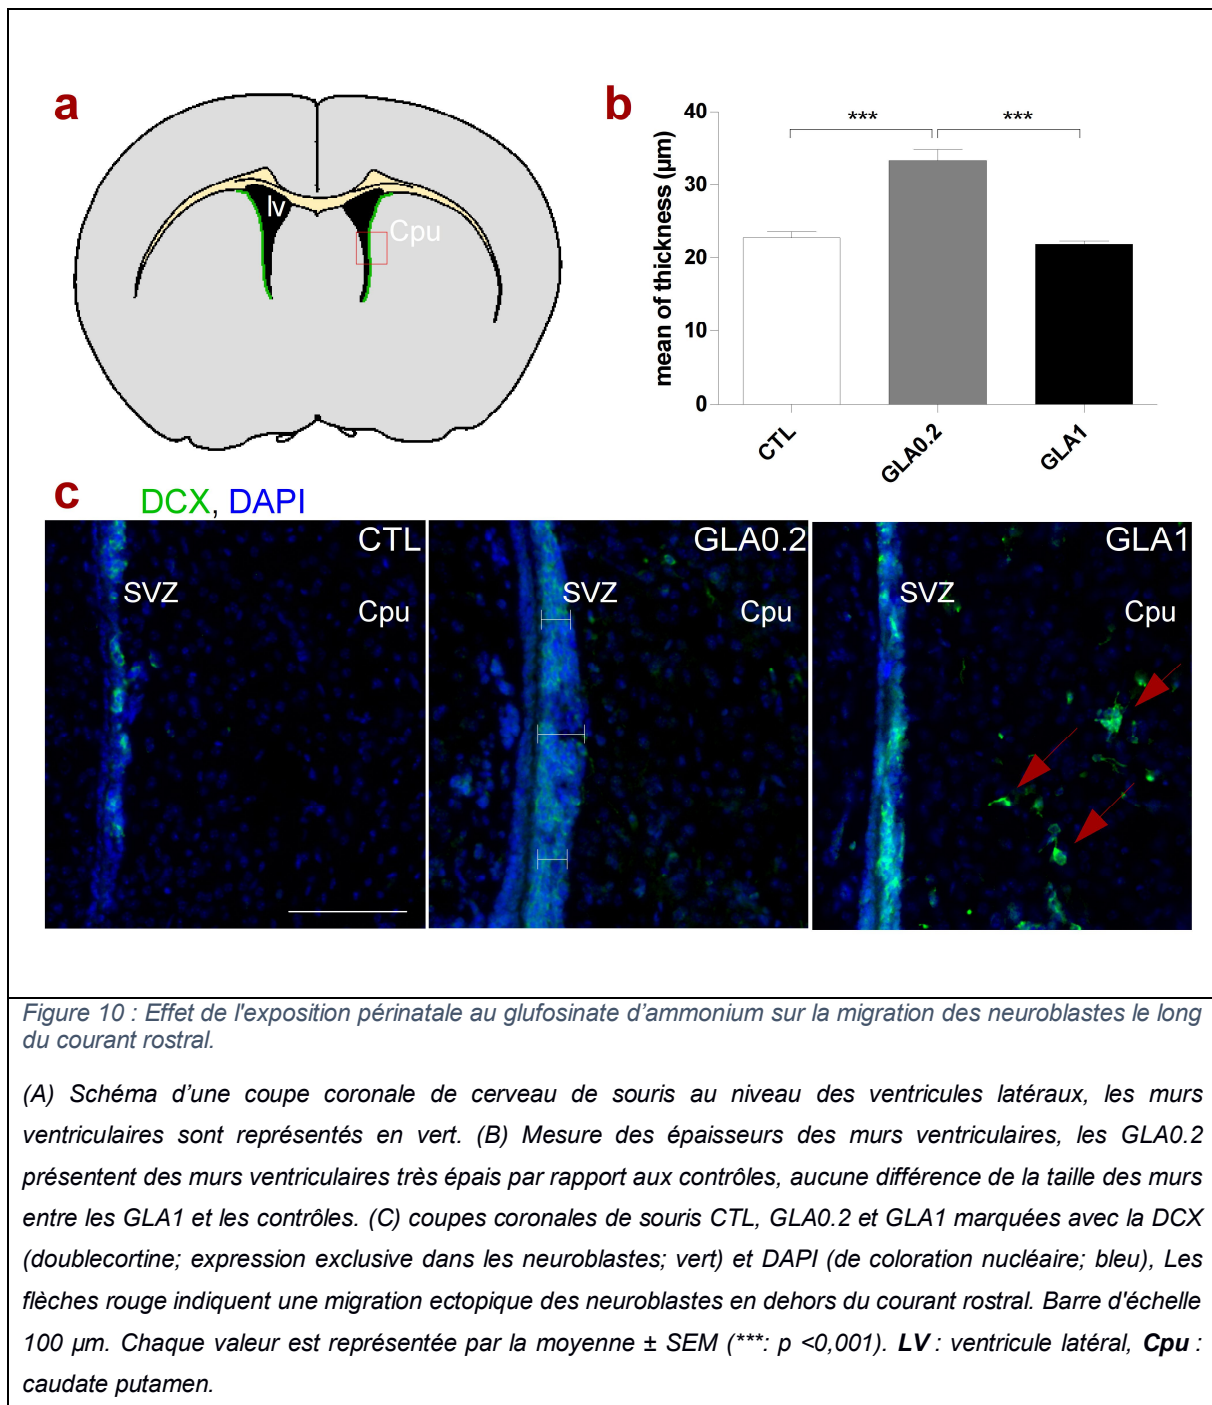 a
lv
Cpu
b
mean of thickness (µm)
40
30
20
10
0
***
***
CTL
GLA0.2
GLA1
c
DCX, DAPI
CTL
SVZ
Cpu
GLA0.2
SVZ
Cpu
GLA1
SVZ
Cpu
Figure 10 : Effet de l'exposition périnatale au glufosinate d’ammonium sur la migration des neuroblastes le long
du courant rostral.
(A) Schéma d’une coupe coronale de cerveau de souris au niveau des ventricules latéraux, les murs
ventriculaires sont représentés en vert. (B) Mesure des épaisseurs des murs ventriculaires, les GLA0.2
présentent des murs ventriculaires très épais par rapport aux contrôles, aucune différence de la taille des murs
entre les GLA1 et les contrôles. (C) coupes coronales de souris CTL, GLA0.2 et GLA1 marquées avec la DCX
(doublecortine; expression exclusive dans les neuroblastes; vert) et DAPI (de coloration nucléaire; bleu), Les
flèches rouge indiquent une migration ectopique des neuroblastes en dehors du courant rostral. Barre d'échelle
100 µm. Chaque valeur est représentée par la moyenne ± SEM (***: p <0,001). LV : ventricule latéral, Cpu :
caudate putamen.